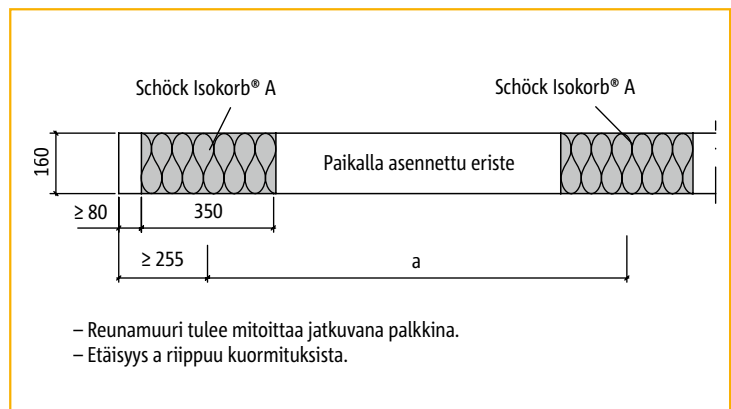 Schöck Isokorb® A
Schöck Isokorb® A
160
Paikalla asennettu eriste
≥ 80
350
≥ 255
a
– Reunamuuri tulee mitoittaa jatkuvana palkkina.
– Etäisyys a riippuu kuormituksista.